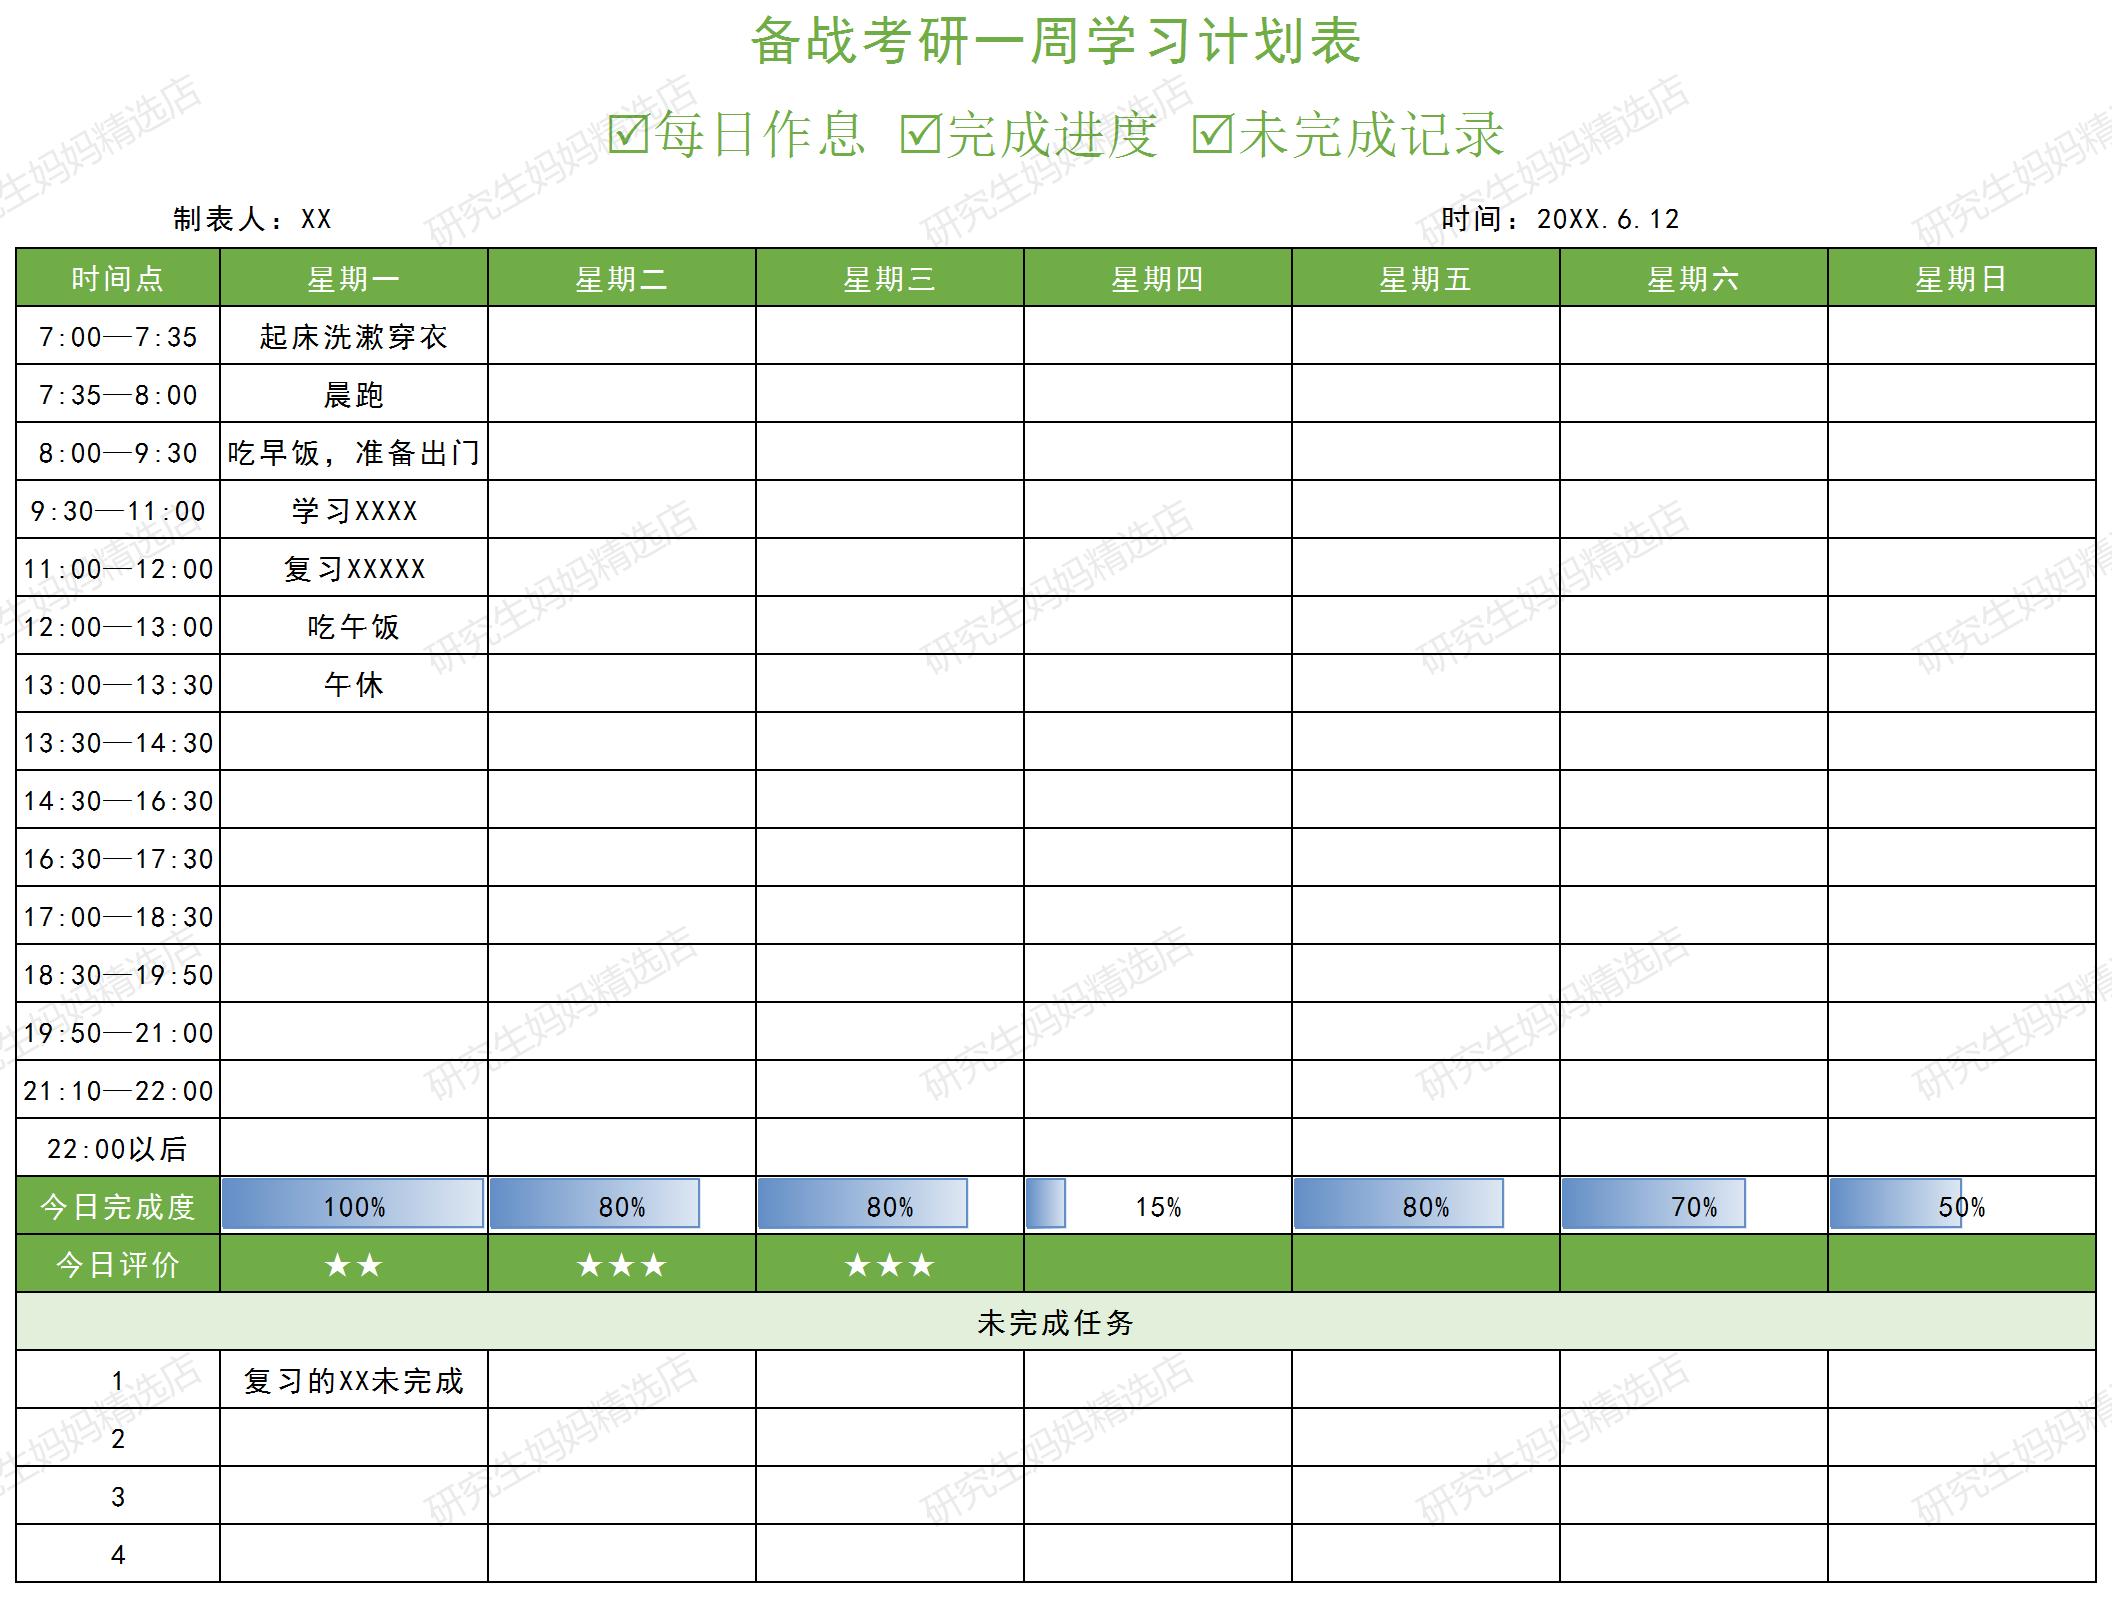 备战考研一周学习计划表
☑每日作息 ☑完成进度 ☑未完成记录
制表人：XX 时间：20XX.6.12
时间点 星期一 星期二 星期三 星期四 星期五 星期六 星期日
7:00—7:35 起床洗漱穿衣
7:35—8:00 晨跑
8:00—9:30 吃早饭，准备出门
9:30—11:00 学习XXXX
11:00—12:00 复习XXXXX
12:00—13:00 吃午饭
13:00—13:30 午休
13:30—14:30
14:30—16:30
16:30—17:30
17:00—18:30
18:30—19:50
19:50—21:00
21:10—22:00
22:00以后
今日完成度 100% 80% 80% 15% 80% 70% 50%
今日评价 ★★ ★★★ ★★★
未完成任务
1 复习的XX未完成
2
3
4
研究生妈妈精选店